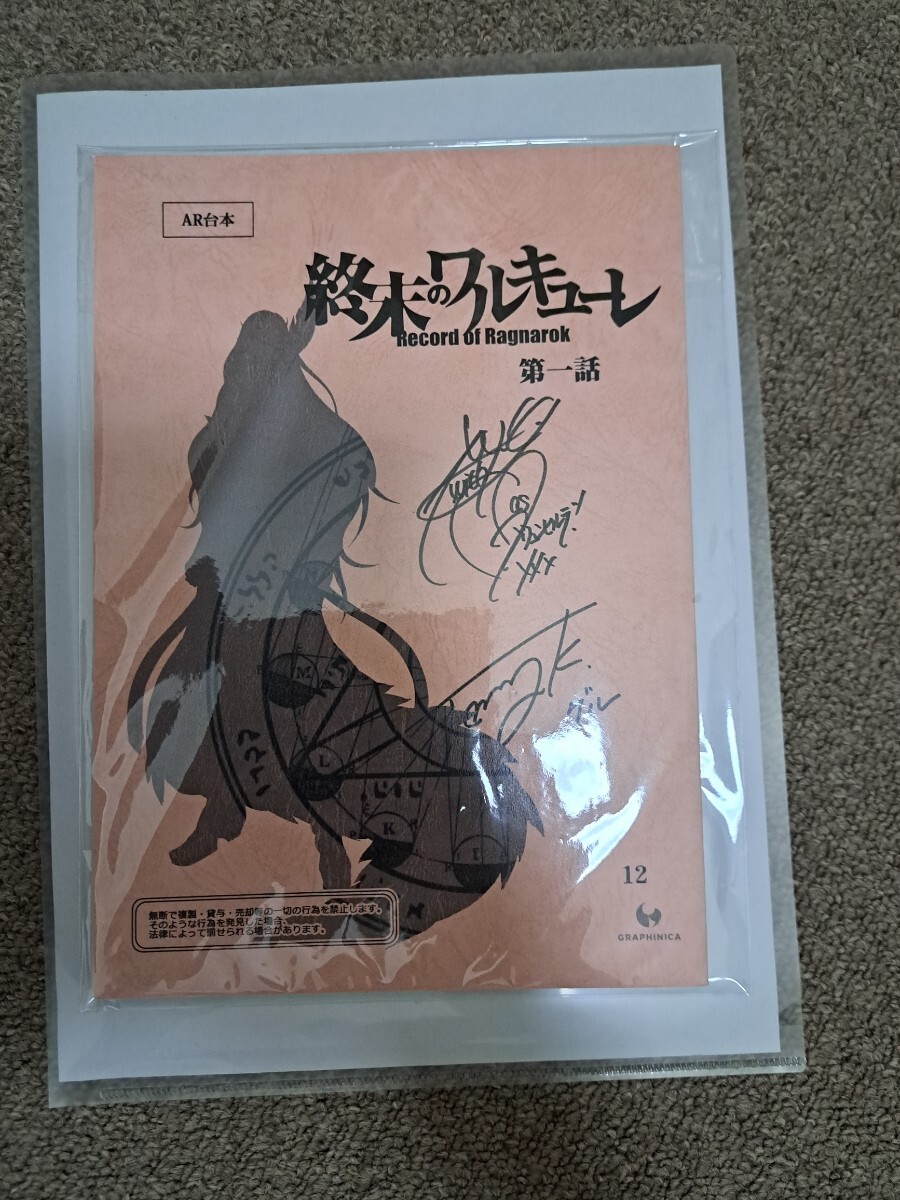 AR台本
終末のワルキューレ
Record of Ragnarok
第一話
as
グル
M
L
K
I
12
無断で複製・貸与・売却等の一切の行為を禁止します。
そのような行為を発見した場合、
法律によって罰せられる場合があります。
GRAPHINICA